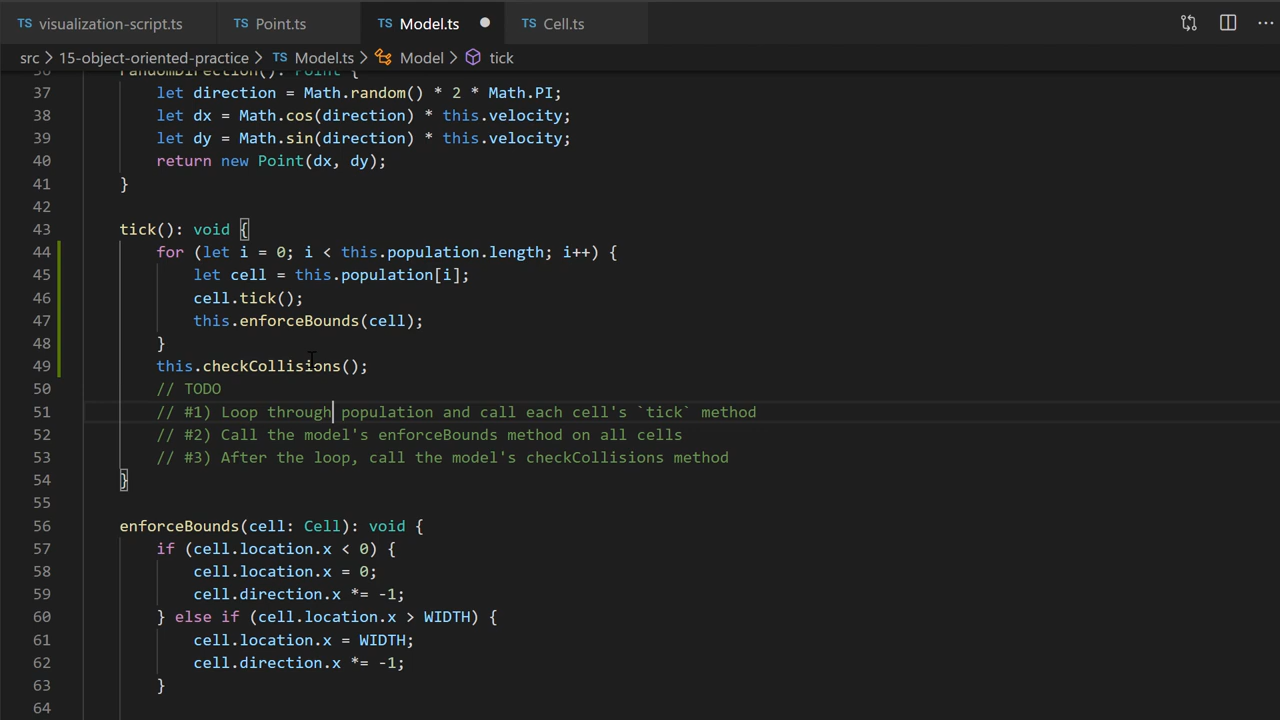 TS visualization-script.ts TS Point.ts TS Model.ts TS Cell.ts
src > 15-object-oriented-practice > TS Model.ts > Model > tick
36 randomDirection(): Point {
37 let direction = Math.random() * 2 * Math.PI;
38 let dx = Math.cos(direction) * this.velocity;
39 let dy = Math.sin(direction) * this.velocity;
40 return new Point(dx, dy);
41 }
42
43 tick(): void {
44 for (let i = 0; i < this.population.length; i++) {
45 let cell = this.population[i];
46 cell.tick();
47 this.enforceBounds(cell);
48 }
49 this.checkCollisions();
50 // TODO
51 // #1) Loop through population and call each cell's `tick` method
52 // #2) Call the model's enforceBounds method on all cells
53 // #3) After the loop, call the model's checkCollisions method
54 }
55
56 enforceBounds(cell: Cell): void {
57 if (cell.location.x < 0) {
58 cell.location.x = 0;
59 cell.direction.x *= -1;
60 } else if (cell.location.x > WIDTH) {
61 cell.location.x = WIDTH;
62 cell.direction.x *= -1;
63 }
64